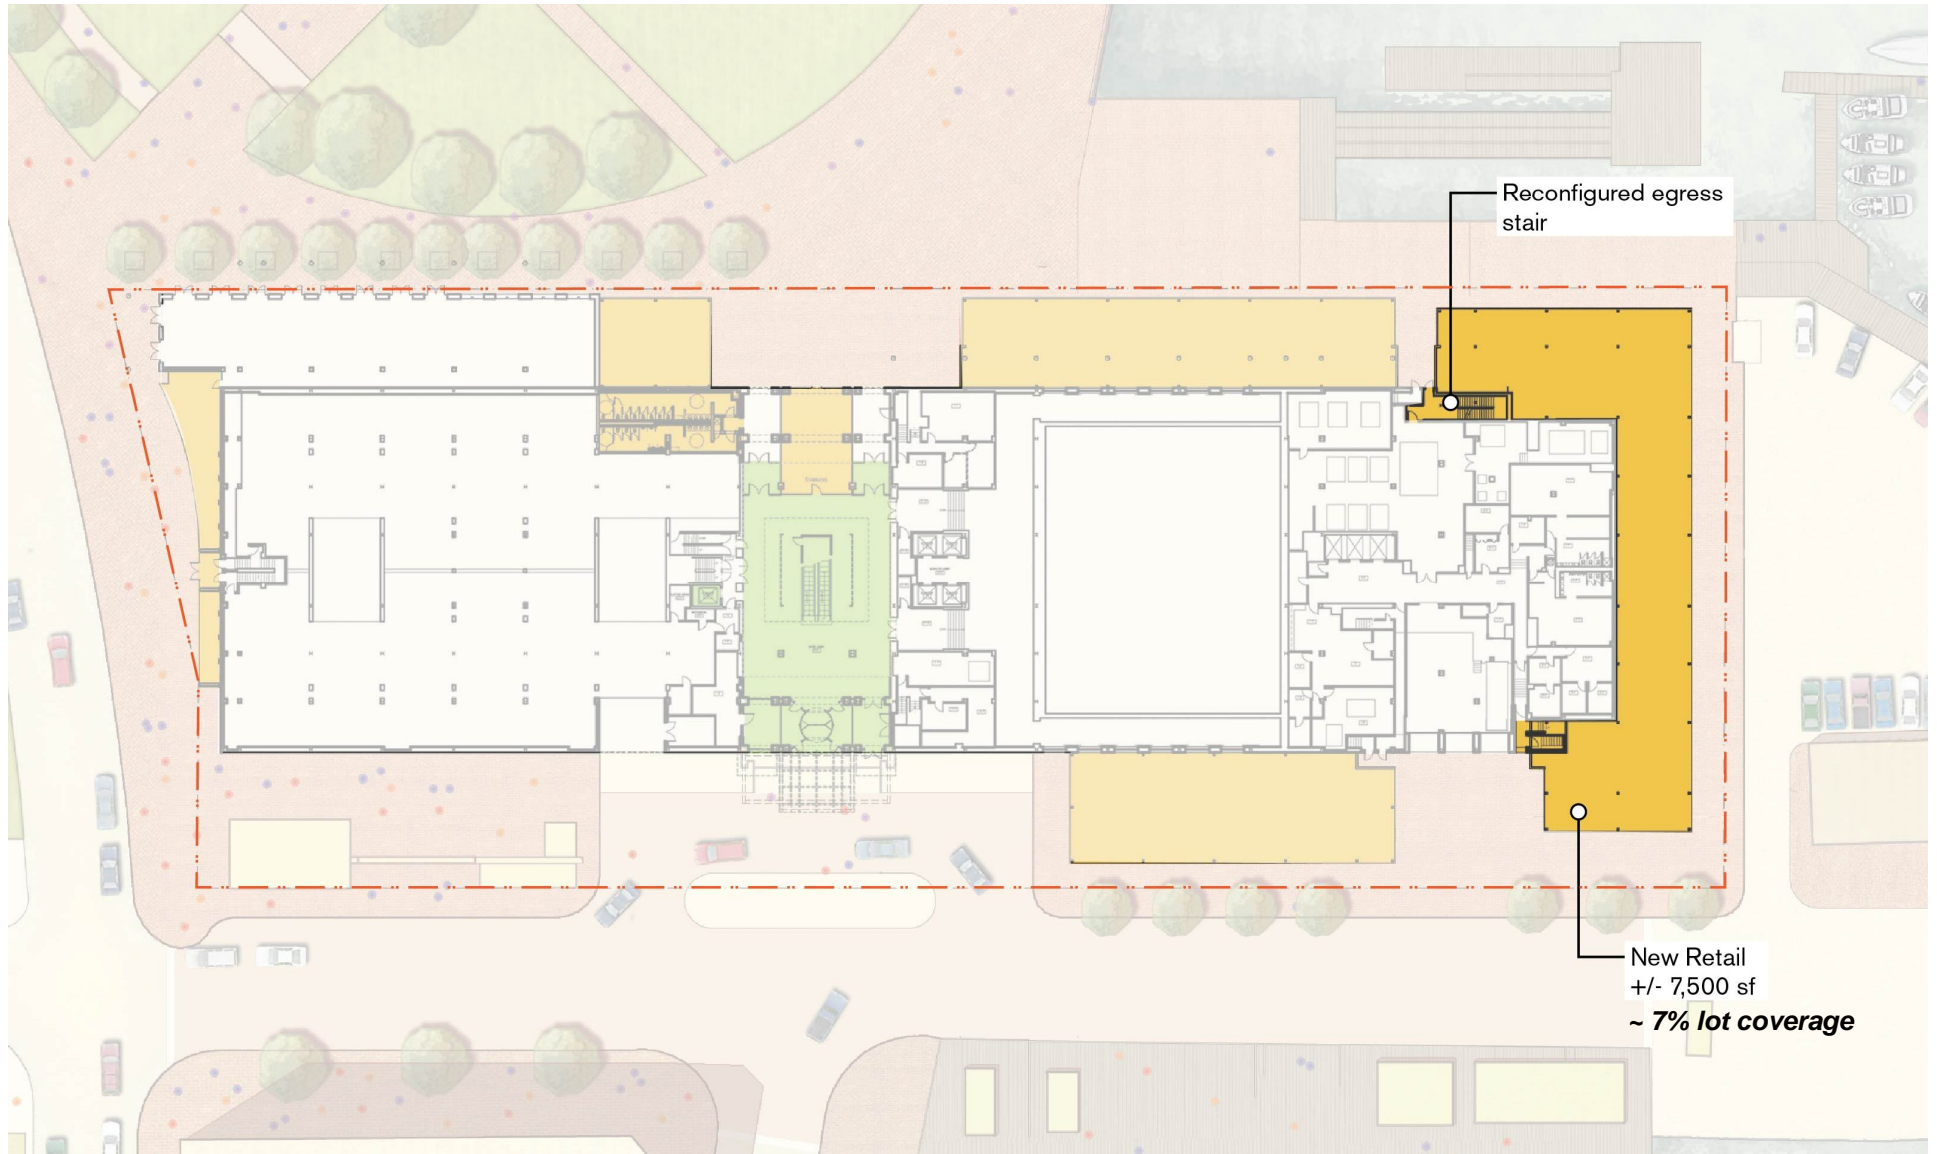 Reconfigured egress
stair
New Retail
+/- 7,500 sf
~ 7% lot coverage